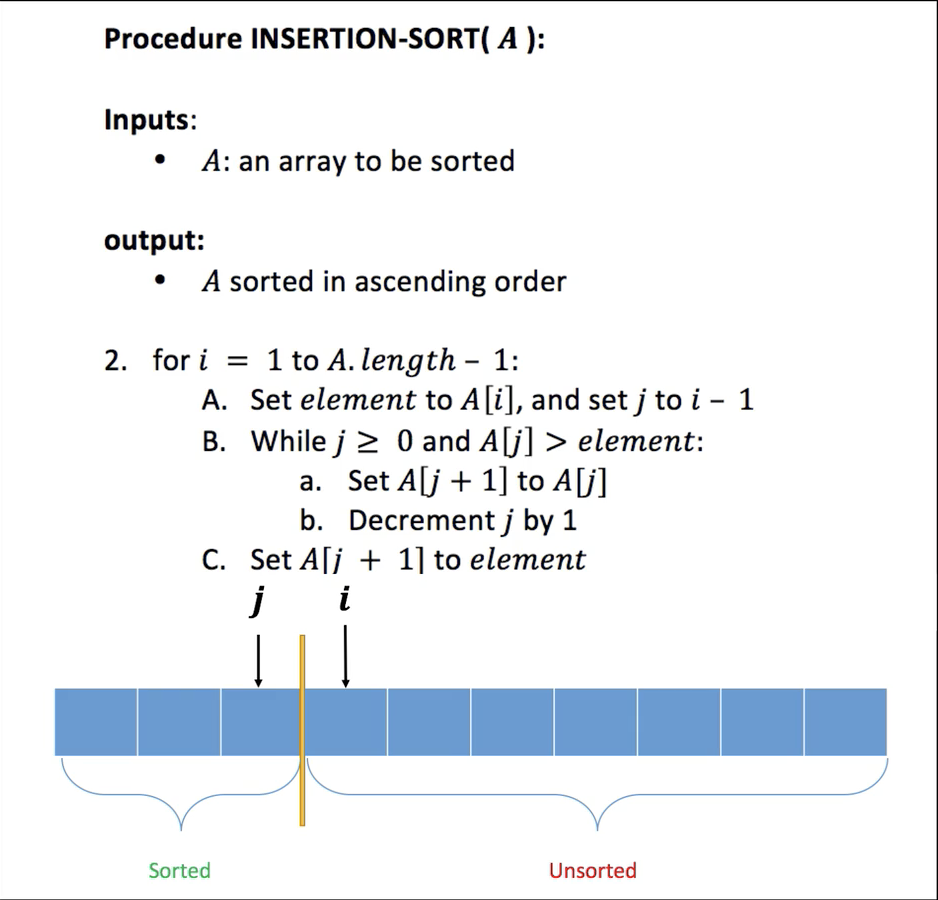 Procedure INSERTION-SORT( A ):
Inputs:
• A: an array to be sorted
output:
• A sorted in ascending order
2. for i = 1 to A. length – 1:
A. Set element to A[i], and set j to i – 1
B. While j ≥ 0 and A[j] > element:
a. Set A[j + 1] to A[j]
b. Decrement j by 1
C. Set A[j + 1] to element
j i
Sorted Unsorted